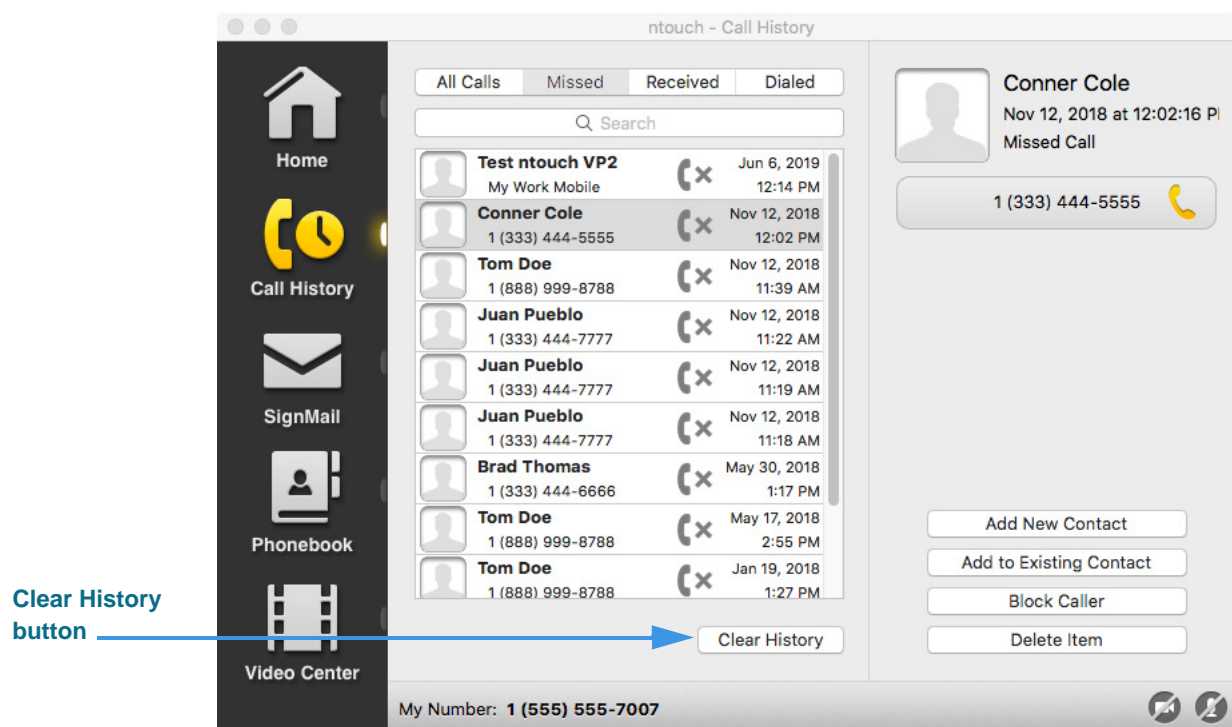 ntouch - Call History
Home
Call History
SignMail
Phonebook
Video Center
All Calls Missed Received Dialed
Search
Test ntouch VP2 Jun 6, 2019
My Work Mobile 12:14 PM
Conner Cole Nov 12, 2018
1 (333) 444-5555 12:02 PM
Tom Doe Nov 12, 2018
1 (888) 999-8788 11:39 AM
Juan Pueblo Nov 12, 2018
1 (333) 444-7777 11:22 AM
Juan Pueblo Nov 12, 2018
1 (333) 444-7777 11:19 AM
Juan Pueblo Nov 12, 2018
1 (333) 444-7777 11:18 AM
Brad Thomas May 30, 2018
1 (333) 444-6666 1:17 PM
Tom Doe May 17, 2018
1 (888) 999-8788 2:55 PM
Tom Doe Jan 19, 2018
1 (888) 999-8788 1:27 PM
Clear History
Conner Cole
Nov 12, 2018 at 12:02:16 P
Missed Call
1 (333) 444-5555
Add New Contact
Add to Existing Contact
Block Caller
Delete Item
My Number: 1 (555) 555-7007
Clear History
button